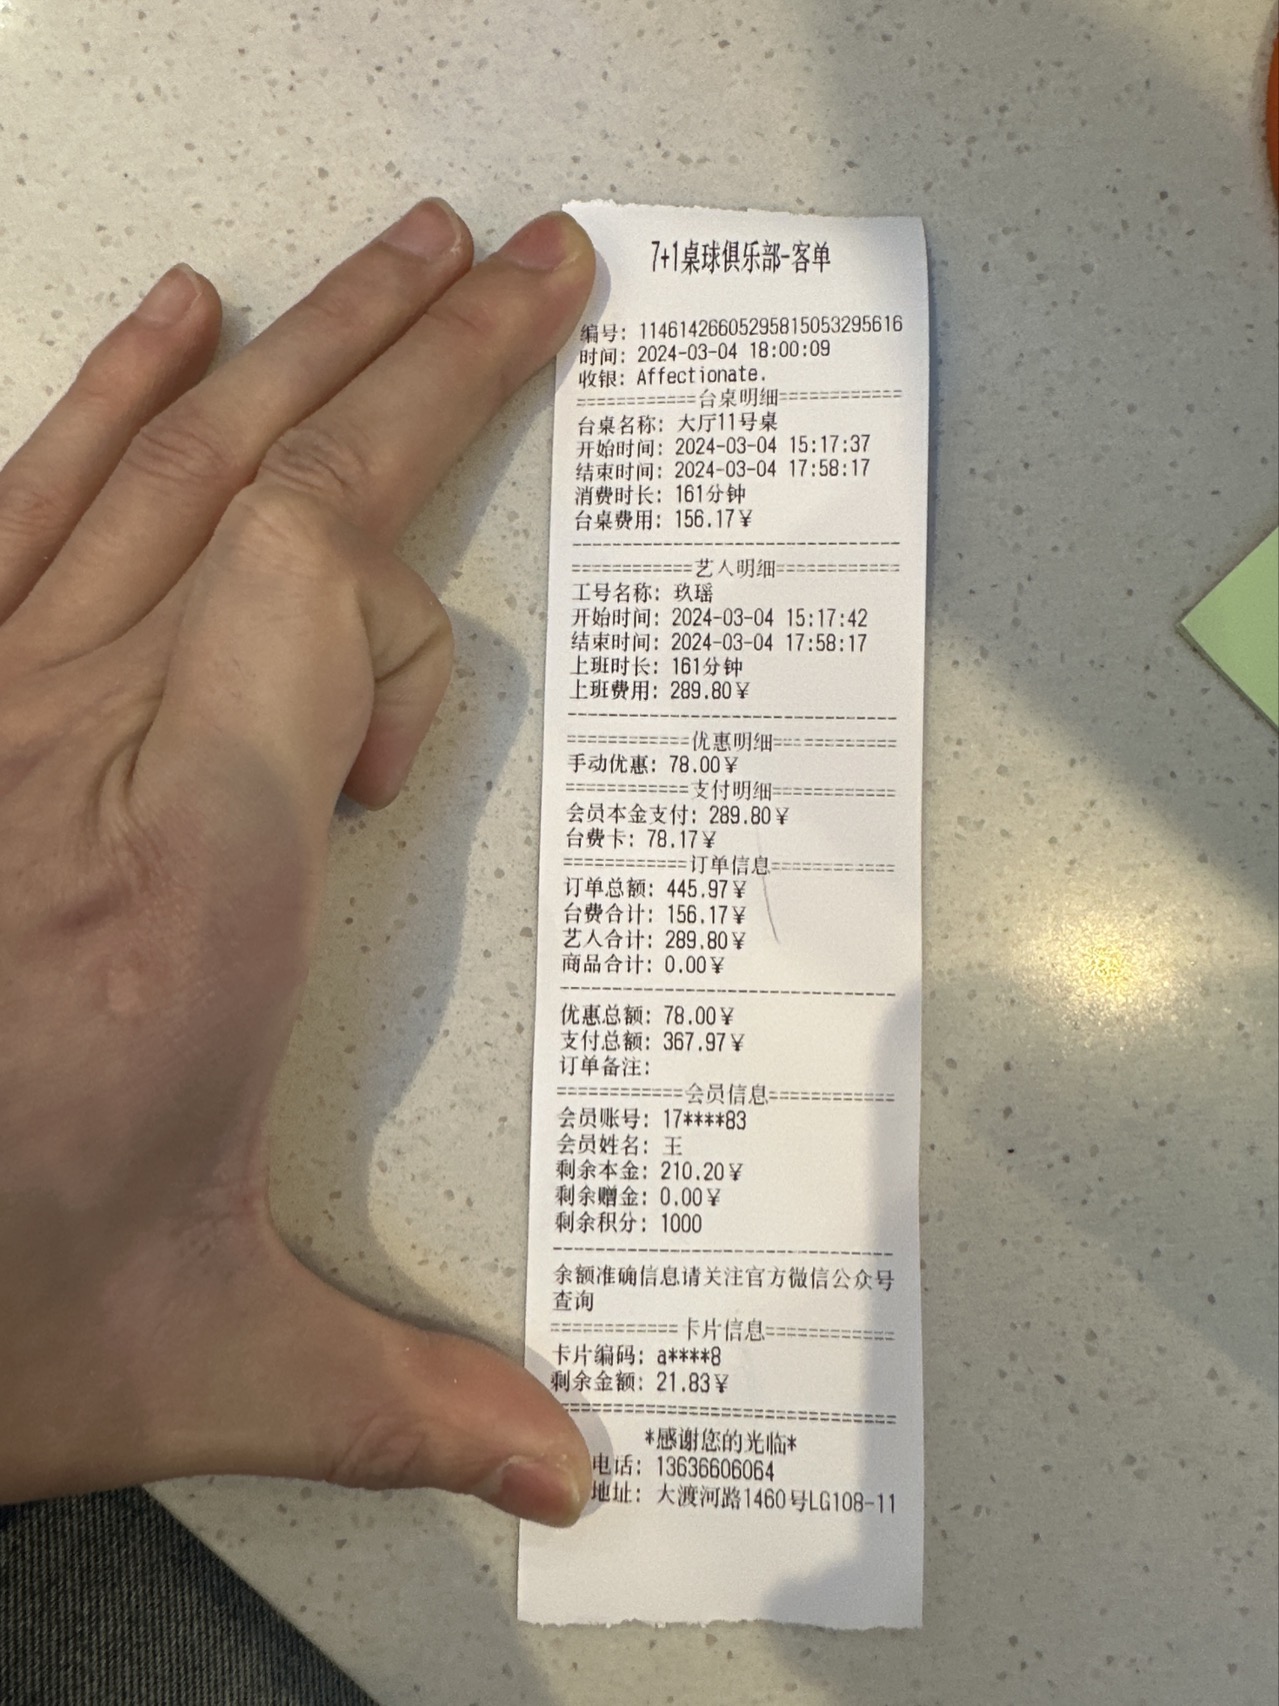 7+1桌球俱乐部-客单
编号: 11461426605295815053295616
时间: 2024-03-04 18:00:09
收银: Affectionate.
============台桌明细============
台桌名称: 大厅11号桌
开始时间: 2024-03-04 15:17:37
结束时间: 2024-03-04 17:58:17
消费时长: 161分钟
台桌费用: 156.17¥
--------------------------------
============艺人明细============
工号名称: 玖瑶
开始时间: 2024-03-04 15:17:42
结束时间: 2024-03-04 17:58:17
上班时长: 161分钟
上班费用: 289.80¥
--------------------------------
============优惠明细============
手动优惠: 78.00¥
============支付明细============
会员本金支付: 289.80¥
台费卡: 78.17¥
============订单信息============
订单总额: 445.97¥
台费合计: 156.17¥
艺人合计: 289.80¥
商品合计: 0.00¥
--------------------------------
优惠总额: 78.00¥
支付总额: 367.97¥
订单备注:
============会员信息============
会员账号: 17****83
会员姓名: 王
剩余本金: 210.20¥
剩余赠金: 0.00¥
剩余积分: 1000
--------------------------------
余额准确信息请关注官方微信公众号
查询
============卡片信息============
卡片编码: a****8
剩余金额: 21.83¥
================================
*感谢您的光临*
电话: 13636606064
地址: 大渡河路1460号LG108-11